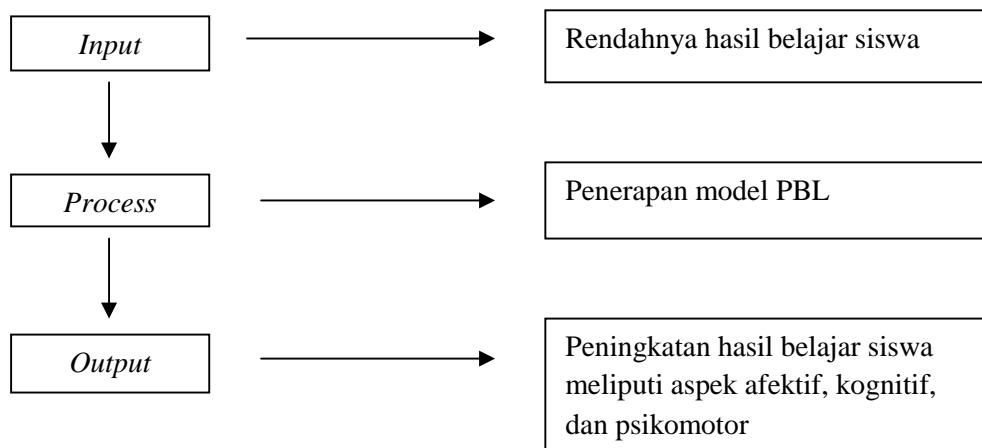 Input
Rendahnya hasil belajar siswa
Process
Penerapan model PBL
Output
Peningkatan hasil belajar siswa
meliputi aspek afektif, kognitif,
dan psikomotor